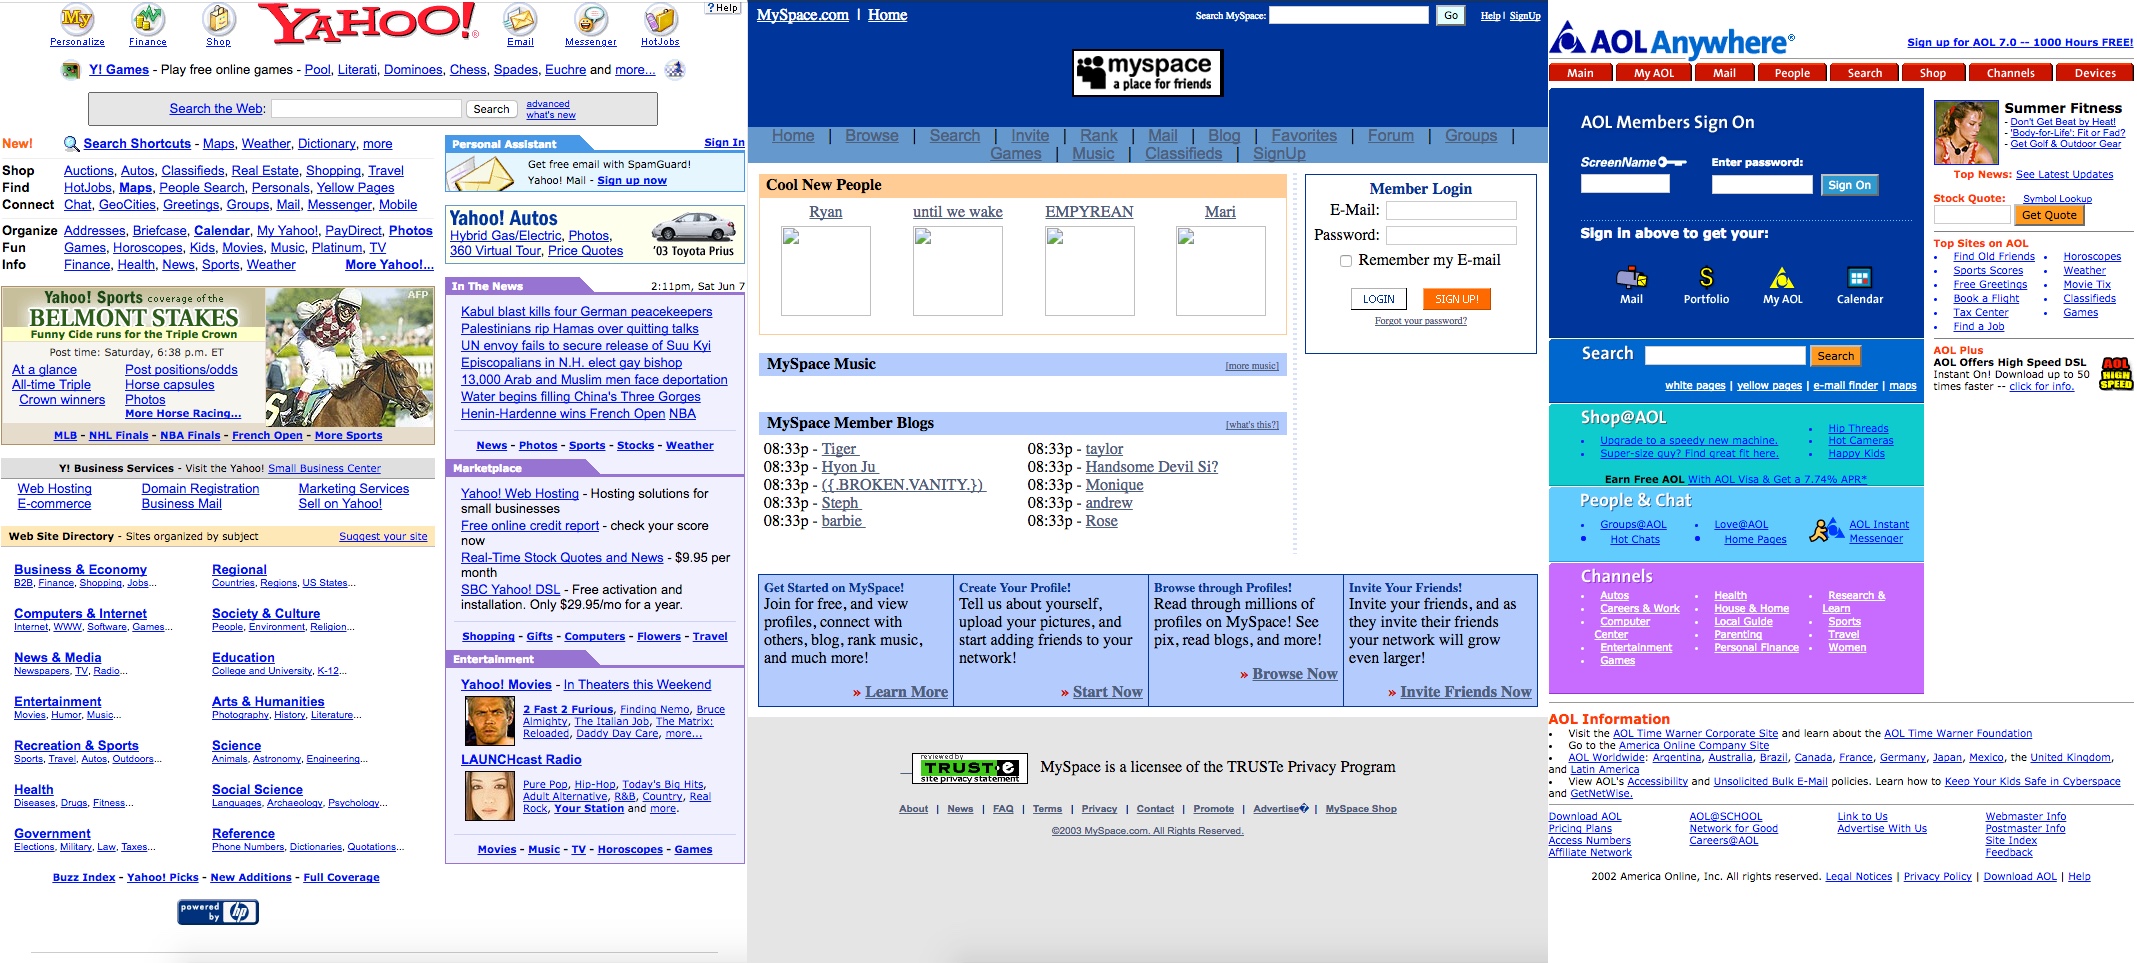 My
Personalize
Finance
Shop
YAHOO!
Email
Messenger
HotJobs
? Help
Y! Games - Play free online games - Pool, Literati, Dominoes, Chess, Spades, Euchre and more...
Search the Web:
Search
advanced
what's new
New!
Search Shortcuts - Maps, Weather, Dictionary, more
Shop Auctions, Autos, Classifieds, Real Estate, Shopping, Travel
Find HotJobs, Maps, People Search, Personals, Yellow Pages
Connect Chat, GeoCities, Greetings, Groups, Mail, Messenger, Mobile
Organize Addresses, Briefcase, Calendar, My Yahoo!, PayDirect, Photos
Fun Games, Horoscopes, Kids, Movies, Music, Platinum, TV
Info Finance, Health, News, Sports, Weather More Yahoo!...
Yahoo! Sports coverage of the
BELMONT STAKES
Funny Cide runs for the Triple Crown
AFP
6
Post time: Saturday, 6:38 p.m. ET
At a glance Post positions/odds
All-time Triple Horse capsules
Crown winners Photos
More Horse Racing...
MLB - NHL Finals - NBA Finals - French Open - More Sports
Y! Business Services - Visit the Yahoo! Small Business Center
Web Hosting Domain Registration Marketing Services
E-commerce Business Mail Sell on Yahoo!
Web Site Directory - Sites organized by subject Suggest your site
Business & Economy
B2B, Finance, Shopping, Jobs...
Regional
Countries, Regions, US States...
Computers & Internet
Internet, WWW, Software, Games...
Society & Culture
People, Environment, Religion...
News & Media
Newspapers, TV, Radio...
Education
College and University, K-12...
Entertainment
Movies, Humor, Music...
Arts & Humanities
Photography, History, Literature...
Recreation & Sports
Sports, Travel, Autos, Outdoors...
Science
Animals, Astronomy, Engineering...
Health
Diseases, Drugs, Fitness...
Social Science
Languages, Archaeology, Psychology...
Government
Elections, Military, Law, Taxes...
Reference
Phone Numbers, Dictionaries, Quotations...
Buzz Index - Yahoo! Picks - New Additions - Full Coverage
powered by hp
Personal Assistant Sign In
Get free email with SpamGuard!
Yahoo! Mail - Sign up now
Yahoo! Autos
Hybrid Gas/Electric, Photos,
360 Virtual Tour, Price Quotes
'03 Toyota Prius
In The News 2:11pm, Sat Jun 7
Kabul blast kills four German peacekeepers
Palestinians rip Hamas over quitting talks
UN envoy fails to secure release of Suu Kyi
Episcopalians in N.H. elect gay bishop
13,000 Arab and Muslim men face deportation
Water begins filling China's Three Gorges
Henin-Hardenne wins French Open NBA
News - Photos - Sports - Stocks - Weather
Marketplace
Yahoo! Web Hosting - Hosting solutions for
small businesses
Free online credit report - check your score
now
Real-Time Stock Quotes and News - $9.95 per
month
SBC Yahoo! DSL - Free activation and
installation. Only $29.95/mo for a year.
Shopping - Gifts - Computers - Flowers - Travel
Entertainment
Yahoo! Movies - In Theaters this Weekend
2 Fast 2 Furious, Finding Nemo, Bruce
Almighty, The Italian Job, The Matrix:
Reloaded, Daddy Day Care, more...
LAUNCHcast Radio
Pure Pop, Hip-Hop, Today's Big Hits,
Adult Alternative, R&B, Country, Real
Rock, Your Station and more.
Movies - Music - TV - Horoscopes - Games
MySpace.com | Home
Search MySpace:
Go
Help | SignUp
myspace
a place for friends
Home | Browse | Search | Invite | Rank | Mail | Blog | Favorites | Forum | Groups |
Games | Music | Classifieds | SignUp
Cool New People
Ryan until we wake EMPYREAN Mari
MySpace Music [more music]
MySpace Member Blogs [what's this?]
08:33p - Tiger 08:33p - taylor
08:33p - Hyon Ju 08:33p - Handsome Devil Si?
08:33p - ({.BROKEN.VANITY.}) 08:33p - Monique
08:33p - Steph 08:33p - andrew
08:33p - barbie 08:33p - Rose
Member Login
E-Mail:
Password:
Remember my E-mail
LOGIN SIGN UP!
Forgot your password?
Get Started on MySpace!
Join for free, and view
profiles, connect with
others, blog, rank music,
and much more!
» Learn More
Create Your Profile!
Tell us about yourself,
upload your pictures, and
start adding friends to your
network!
» Start Now
Browse through Profiles!
Read through millions of
profiles on MySpace! See
pix, read blogs, and more!
» Browse Now
Invite Your Friends!
Invite your friends, and as
they invite their friends
your network will grow
even larger!
» Invite Friends Now
reviewed by
TRUSTe
site privacy statement
MySpace is a licensee of the TRUSTe Privacy Program
About | News | FAQ | Terms | Privacy | Contact | Promote | Advertise� | MySpace Shop
©2003 MySpace.com. All Rights Reserved.
AOL Anywhere®
Sign up for AOL 7.0 -- 1000 Hours FREE!
Main My AOL Mail People Search Shop Channels Devices
AOL Members Sign On
ScreenName Enter password:
Sign On
Sign in above to get your:
Mail Portfolio My AOL Calendar
Search
Search
white pages | yellow pages | e-mail finder | maps
Shop@AOL
Upgrade to a speedy new machine.
Super-size guy? Find great fit here.
Hip Threads
Hot Cameras
Happy Kids
Earn Free AOL With AOL Visa & Get a 7.74% APR*
People & Chat
Groups@AOL Love@AOL AOL Instant
Hot Chats Home Pages Messenger
Channels
Autos
Careers & Work
Computer
Center
Entertainment
Games
Health
House & Home
Local Guide
Parenting
Personal Finance
Research &
Learn
Sports
Travel
Women
Summer Fitness
- Don't Get Beat by Heat!
- 'Body-for-Life': Fit or Fad?
- Get Golf & Outdoor Gear
Top News: See Latest Updates
Stock Quote: Symbol Lookup
Get Quote
Top Sites on AOL
Find Old Friends Horoscopes
Sports Scores Weather
Free Greetings Movie Tix
Book a Flight Classifieds
Tax Center Games
Find a Job
AOL Plus
AOL Offers High Speed DSL
Instant On! Download up to 50
times faster -- click for info.
AOL
HIGH
SPEED
AOL Information
Visit the AOL Time Warner Corporate Site and learn about the AOL Time Warner Foundation
Go to the America Online Company Site
AOL Worldwide: Argentina, Australia, Brazil, Canada, France, Germany, Japan, Mexico, the United Kingdom,
and Latin America
View AOL's Accessibility and Unsolicited Bulk E-Mail policies. Learn how to Keep Your Kids Safe in Cyberspace
and GetNetWise.
Download AOL AOL@SCHOOL Link to Us Webmaster Info
Pricing Plans Network for Good Advertise With Us Postmaster Info
Access Numbers Careers@AOL Site Index
Affiliate Network Feedback
2002 America Online, Inc. All rights reserved. Legal Notices | Privacy Policy | Download AOL | Help